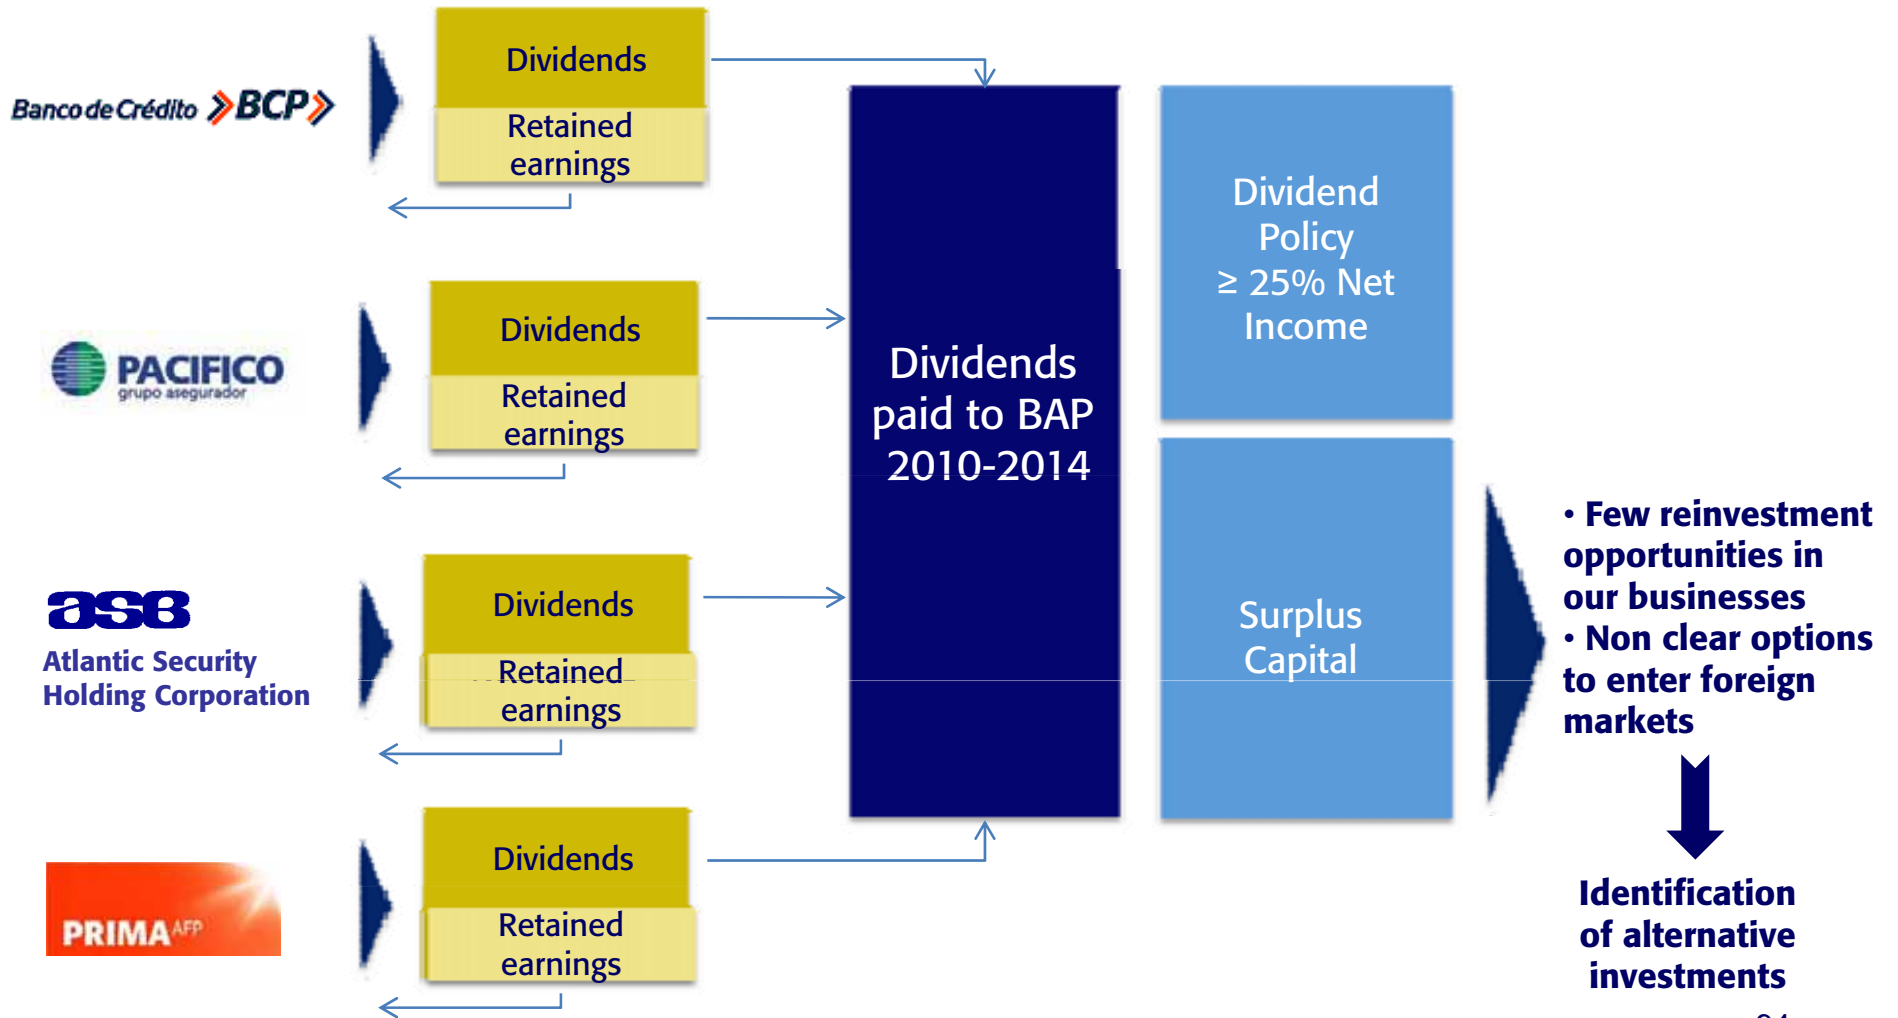 Banco de Crédito >>BCP>>
Dividends
Retained
earnings
PACIFICO
grupo asegurador
Dividends
Retained
earnings
asb
Atlantic Security
Holding Corporation
Dividends
Retained
earnings
PRIMA AFP
Dividends
Retained
earnings
Dividends
paid to BAP
2010-2014
Dividend
Policy
≥ 25% Net
Income
Surplus
Capital
• Few reinvestment
opportunities in
our businesses
• Non clear options
to enter foreign
markets
Identification
of alternative
investments